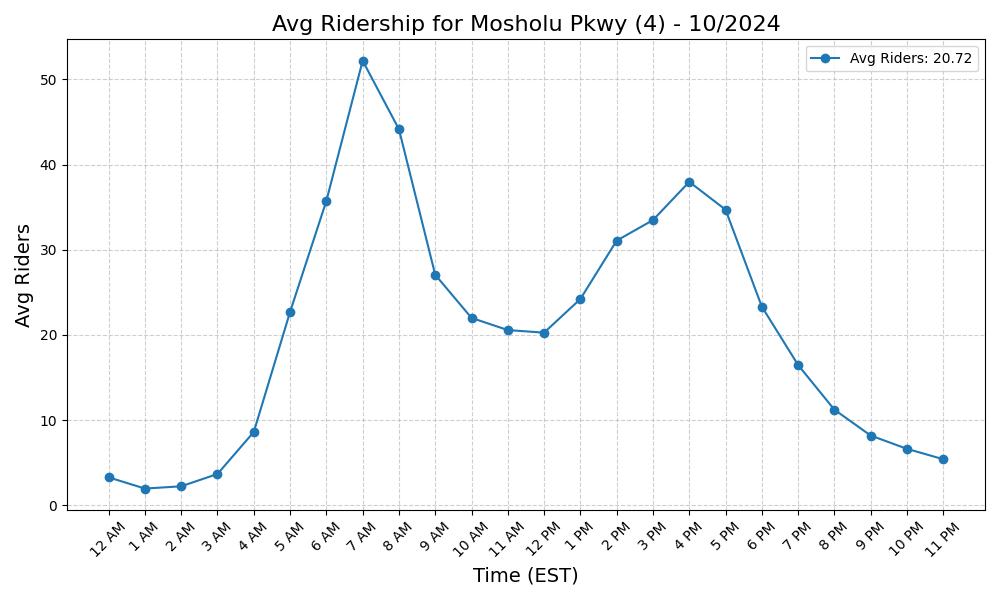 Avg Ridership for Mosholu Pkwy (4) - 10/2024
Avg Riders: 20.72
Avg Riders
50
40
30
20
10
0
12 AM
1 AM
2 AM
3 AM
4 AM
5 AM
6 AM
7 AM
8 AM
9 AM
10 AM
11 AM
12 PM
1 PM
2 PM
3 PM
4 PM
5 PM
6 PM
7 PM
8 PM
9 PM
10 PM
11 PM
Time (EST)